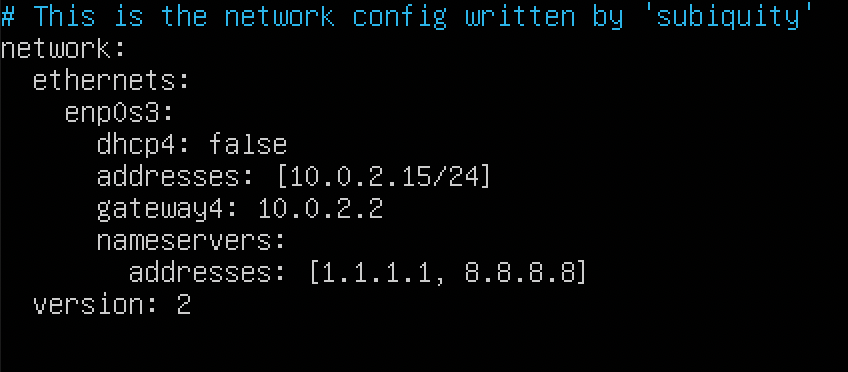 # This is the network config written by 'subiquity'
network:
  ethernets:
    enp0s3:
      dhcp4: false
      addresses: [10.0.2.15/24]
      gateway4: 10.0.2.2
      nameservers:
        addresses: [1.1.1.1, 8.8.8.8]
  version: 2